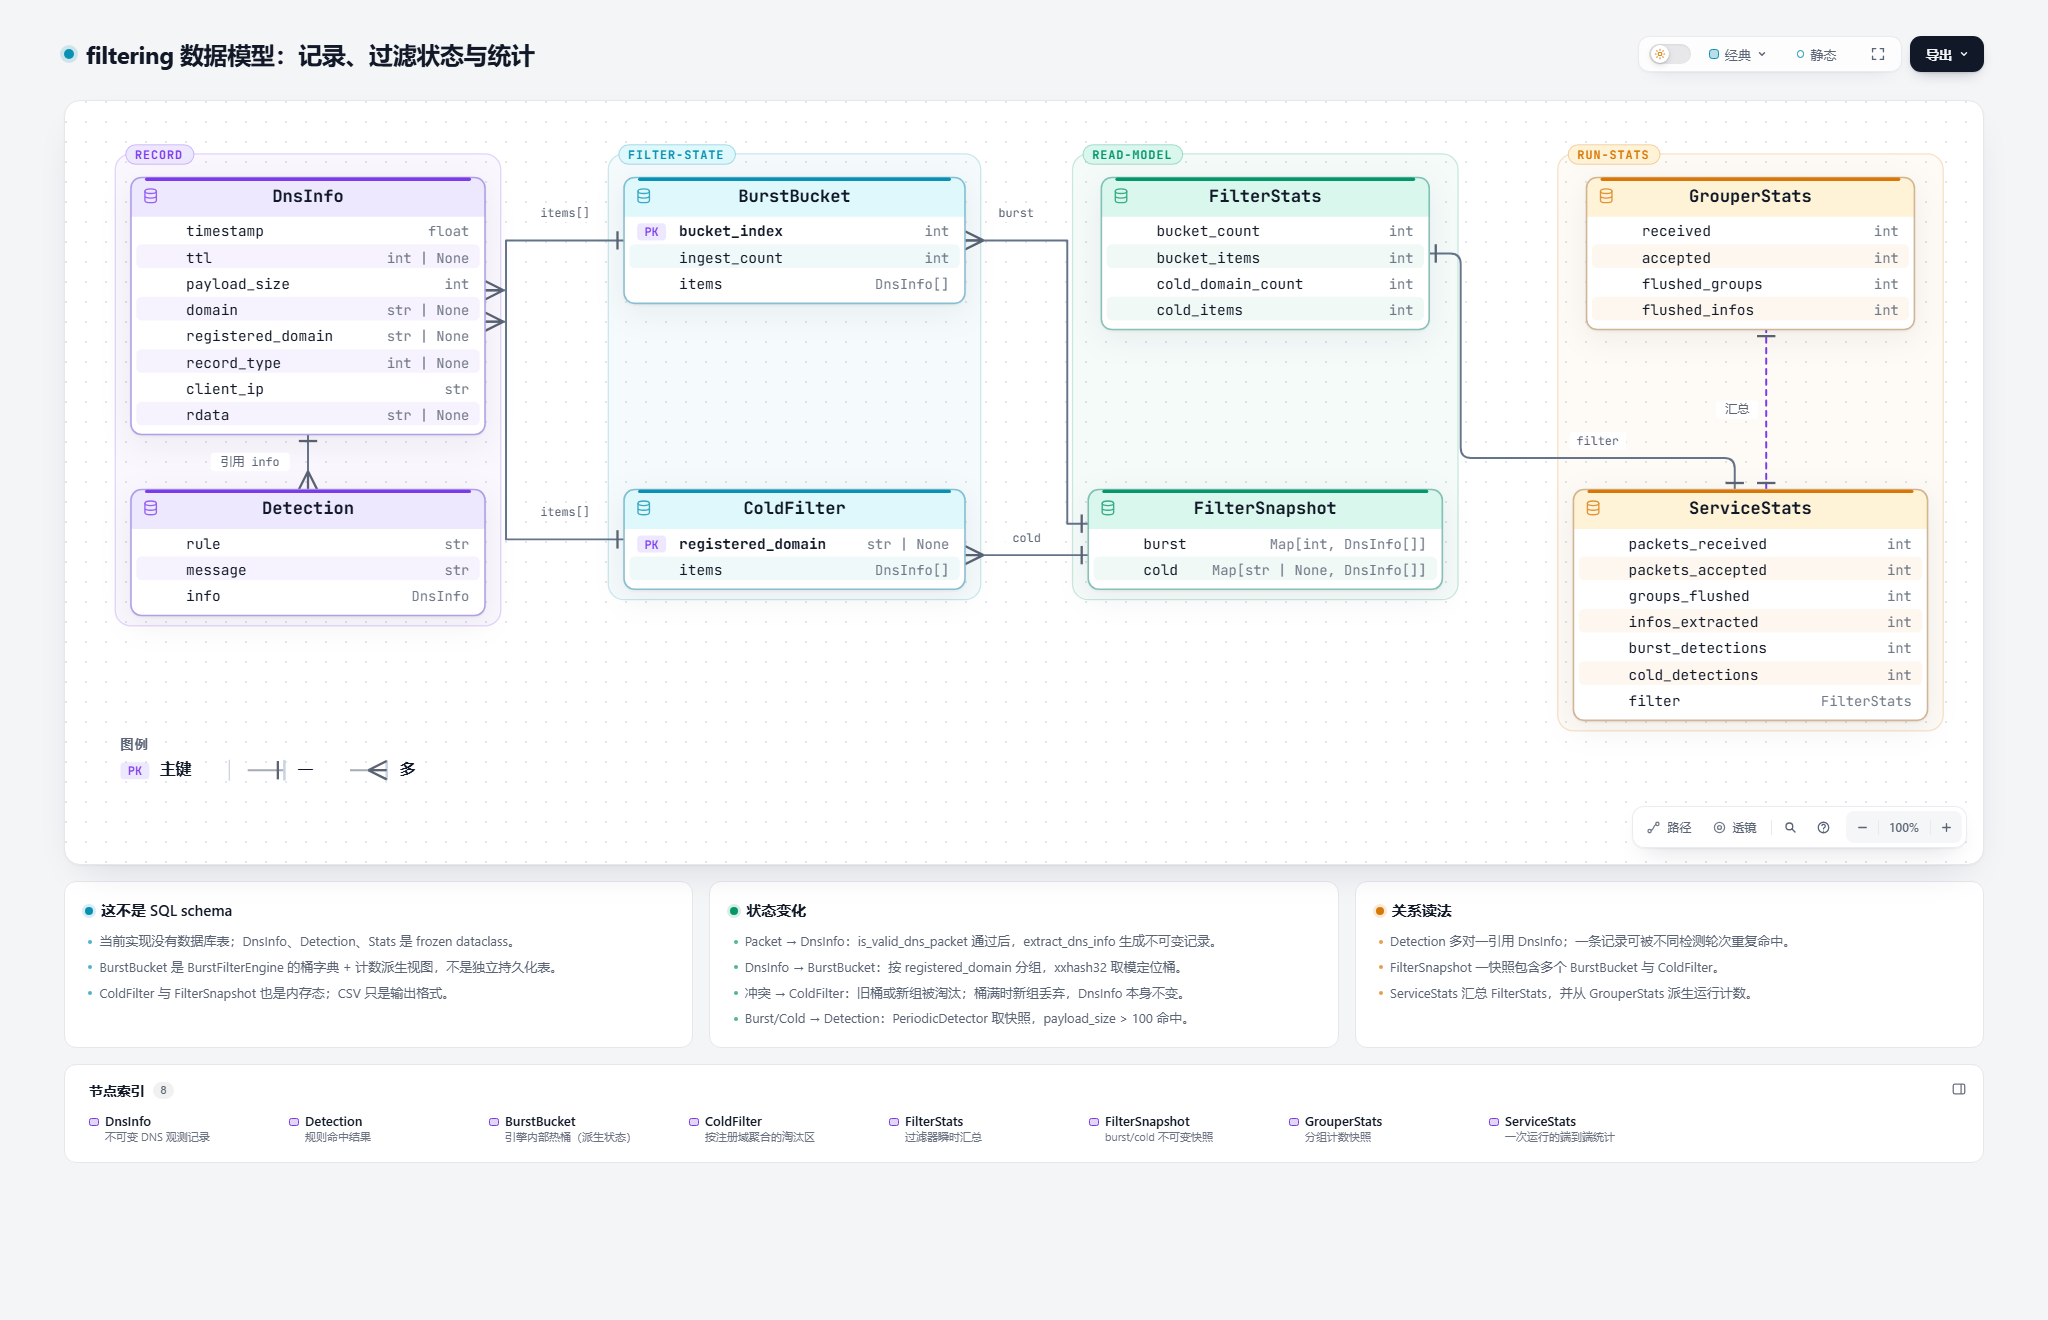 filtering 数据模型：记录、过滤状态与统计
经典
静态
导出
RECORD
DnsInfo
timestamp float
ttl int | None
payload_size int
domain str | None
registered_domain str | None
record_type int | None
client_ip str
rdata str | None
引用 info
Detection
rule str
message str
info DnsInfo
items[]
items[]
FILTER-STATE
BurstBucket
PK bucket_index int
ingest_count int
items DnsInfo[]
ColdFilter
PK registered_domain str | None
items DnsInfo[]
burst
cold
READ-MODEL
FilterStats
bucket_count int
bucket_items int
cold_domain_count int
cold_items int
FilterSnapshot
burst Map[int, DnsInfo[]]
cold Map[str | None, DnsInfo[]]
filter
RUN-STATS
GrouperStats
received int
accepted int
flushed_groups int
flushed_infos int
汇总
ServiceStats
packets_received int
packets_accepted int
groups_flushed int
infos_extracted int
burst_detections int
cold_detections int
filter FilterStats
图例
PK 主键 一 多
路径 透镜 100%
这不是 SQL schema
当前实现没有数据库表；DnsInfo、Detection、Stats 是 frozen dataclass。
BurstBucket 是 BurstFilterEngine 的桶字典 + 计数派生视图，不是独立持久化表。
ColdFilter 与 FilterSnapshot 也是内存态；CSV 只是输出格式。
状态变化
Packet → DnsInfo：is_valid_dns_packet 通过后，extract_dns_info 生成不可变记录。
DnsInfo → BurstBucket：按 registered_domain 分组，xxhash32 取模定位桶。
冲突 → ColdFilter：旧桶或新组被淘汰；桶满时新组丢弃，DnsInfo 本身不变。
Burst/Cold → Detection：PeriodicDetector 取快照，payload_size > 100 命中。
关系读法
Detection 多对一引用 DnsInfo；一条记录可被不同检测轮次重复命中。
FilterSnapshot 一快照包含多个 BurstBucket 与 ColdFilter。
ServiceStats 汇总 FilterStats，并从 GrouperStats 派生运行计数。
节点索引 8
DnsInfo
不可变 DNS 观测记录
Detection
规则命中结果
BurstBucket
引擎内部热桶（派生状态）
ColdFilter
按注册域聚合的淘汰区
FilterStats
过滤器瞬时汇总
FilterSnapshot
burst/cold 不可变快照
GrouperStats
分组计数快照
ServiceStats
一次运行的端到端统计